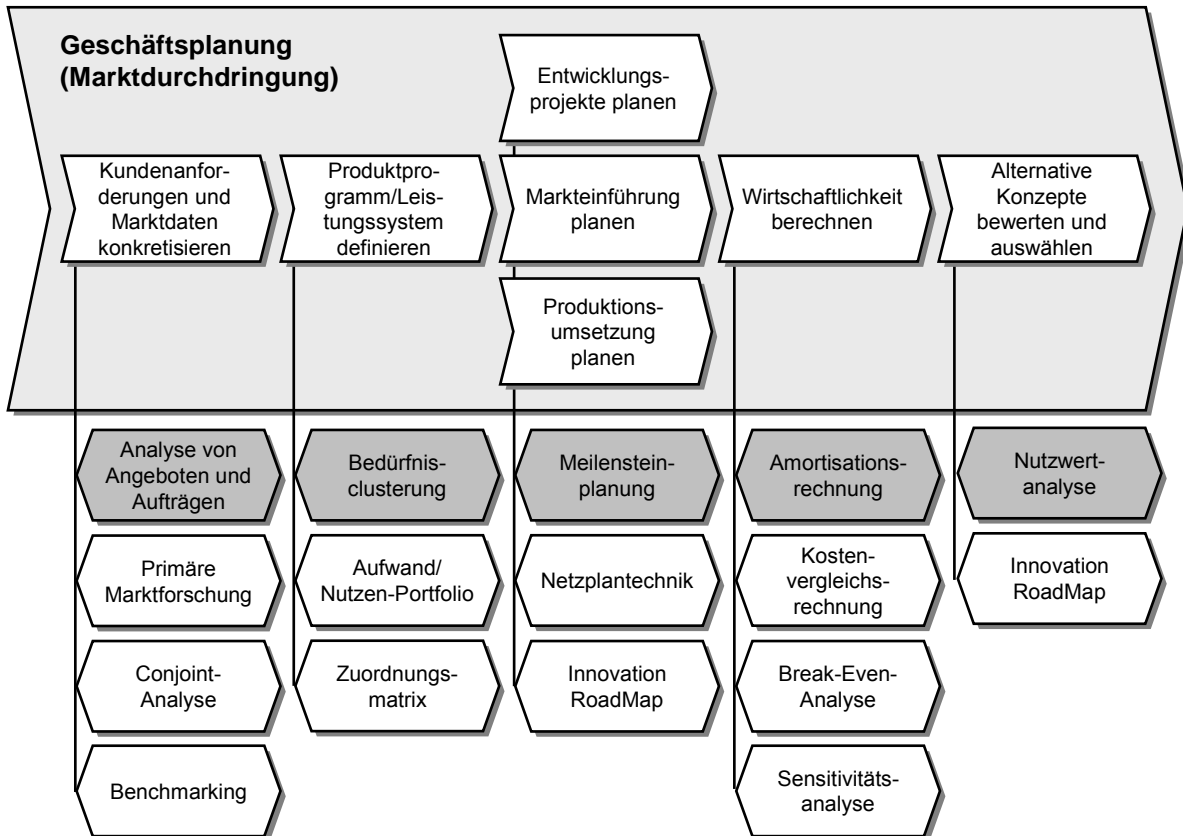 Geschäftsplanung
(Marktdurchdringung)
Entwicklungs-
projekte planen
Kundenanfor-
derungen und
Marktdaten
konkretisieren
Produktpro-
gramm/Leis-
tungssystem
definieren
Markteinführung
planen
Wirtschaftlichkeit
berechnen
Alternative
Konzepte
bewerten und
auswählen
Produktions-
umsetzung
planen
Analyse von
Angeboten und
Aufträgen
Bedürfnis-
clusterung
Meilenstein-
planung
Amortisations-
rechnung
Nutzwert-
analyse
Primäre
Marktforschung
Aufwand/
Nutzen-Portfolio
Netzplantechnik
Kosten-
vergleichs-
rechnung
Innovation
RoadMap
Conjoint-
Analyse
Zuordnungs-
matrix
Innovation
RoadMap
Break-Even-
Analyse
Benchmarking
Sensitivitäts-
analyse